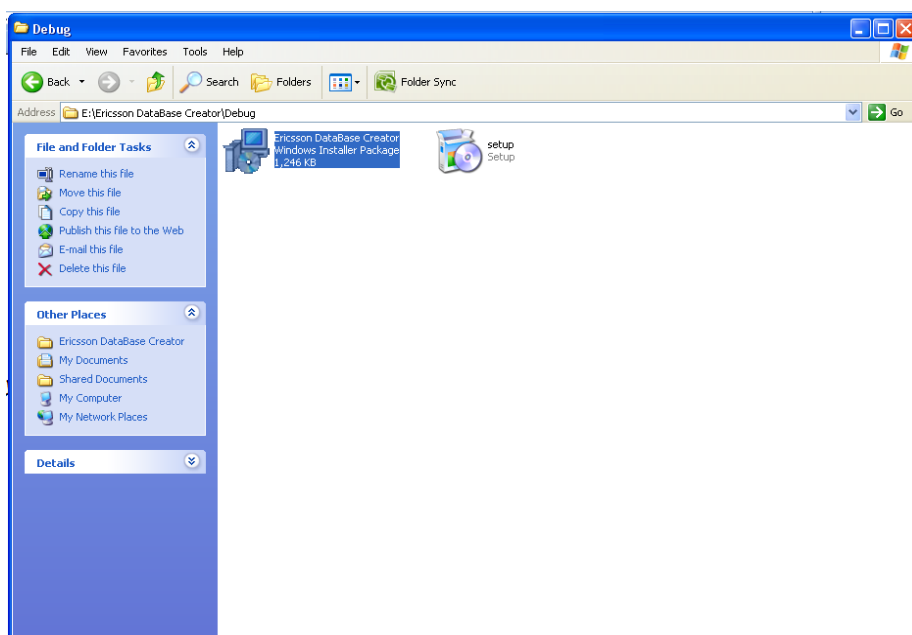 Debug
File Edit View Favorites Tools Help
Back Search Folders Folder Sync
Address E:\Ericsson DataBase Creator\Debug Go
File and Folder Tasks
Rename this file
Move this file
Copy this file
Publish this file to the Web
E-mail this file
Delete this file
Other Places
Ericsson DataBase Creator
My Documents
Shared Documents
My Computer
My Network Places
Details
Ericsson DataBase Creator
Windows Installer Package
1,246 KB
setup
Setup